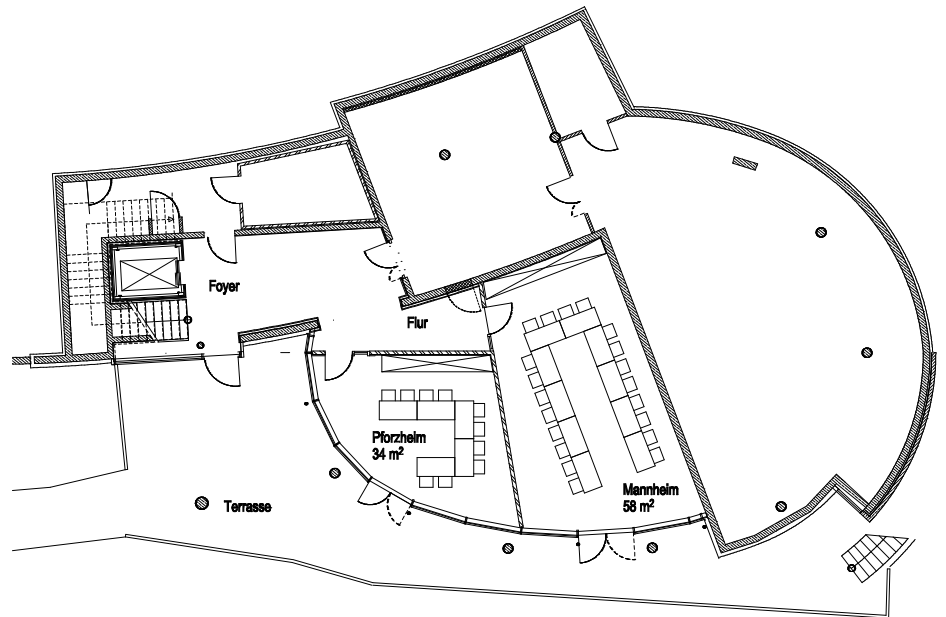 Foyer
Flur
Pforzheim
34 m²
Mannheim
58 m²
Terrasse